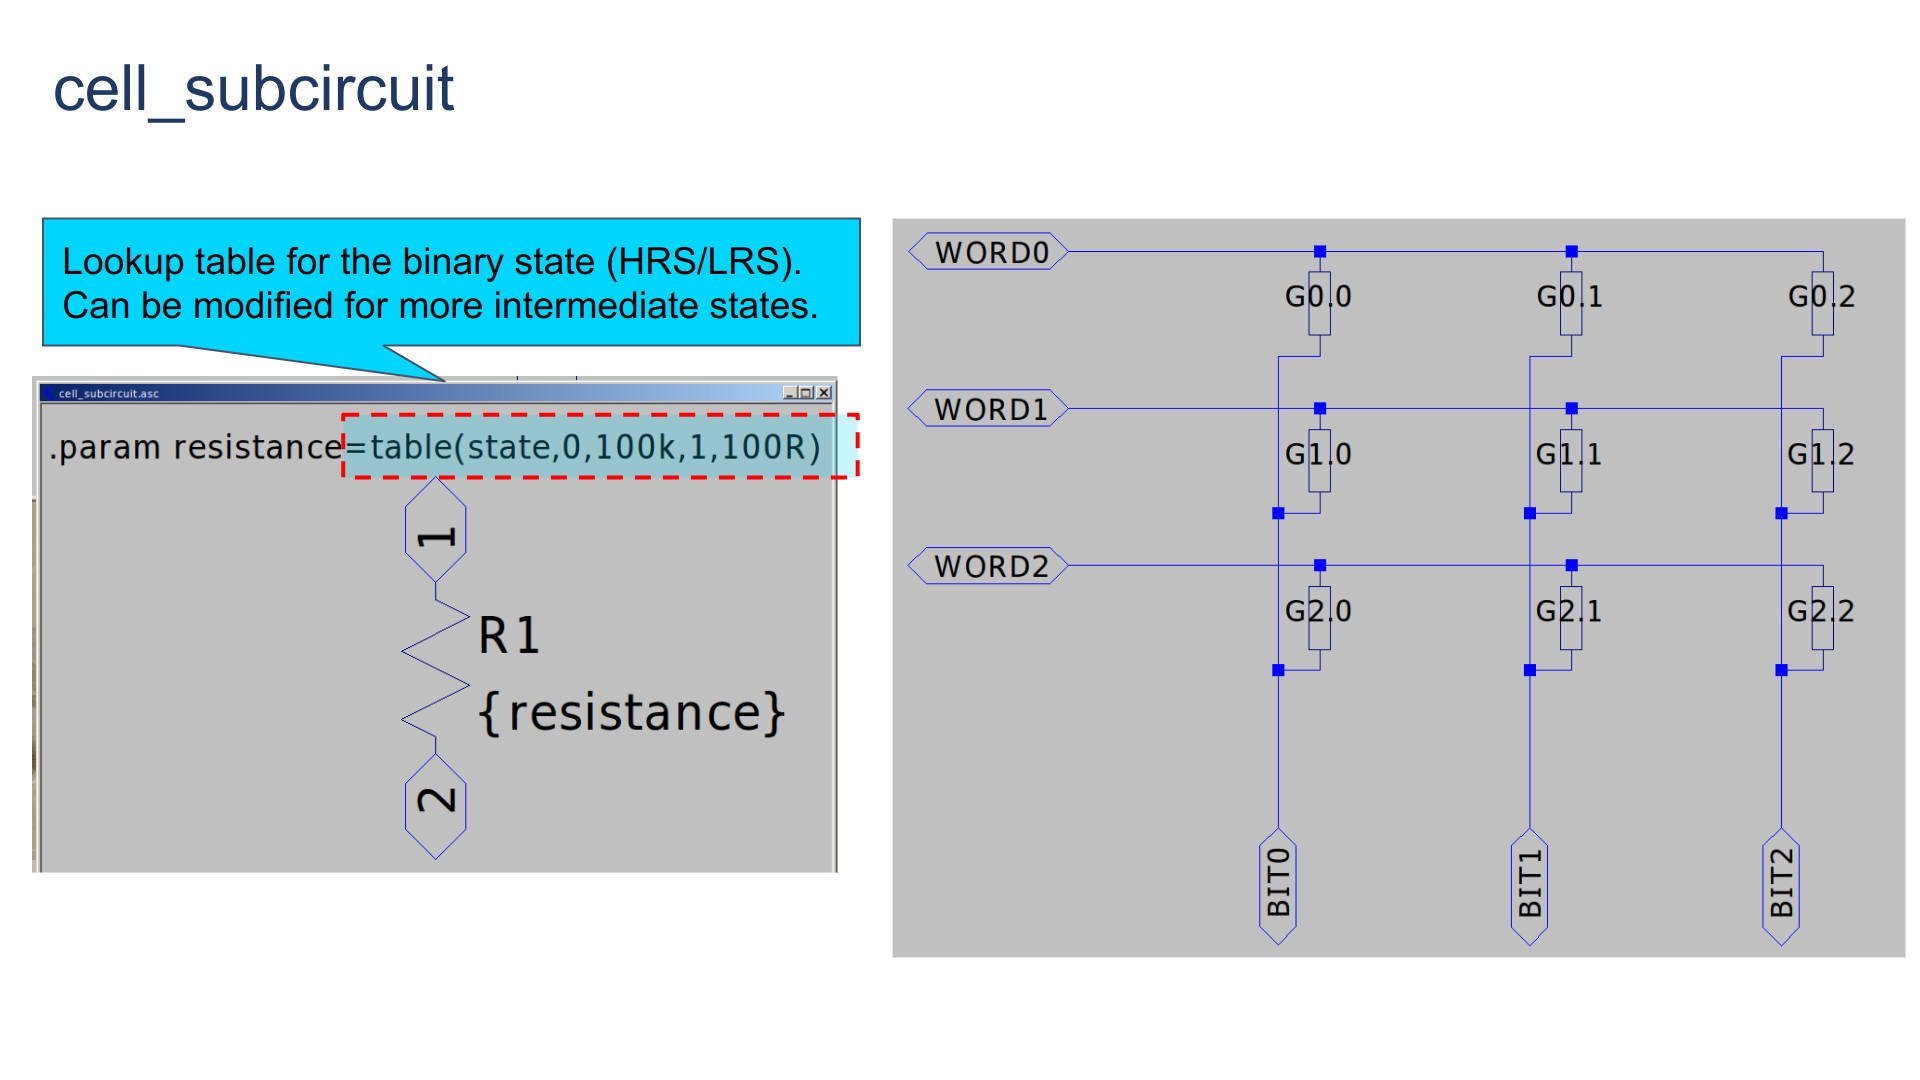 cell_subcircuit
Lookup table for the binary state (HRS/LRS).
Can be modified for more intermediate states.
cell_subcircuit.asc
.param resistance=table(state,0,100k,1,100R)
1
R1
{resistance}
2
WORD0
G0.0
G0.1
G0.2
WORD1
G1.0
G1.1
G1.2
WORD2
G2.0
G2.1
G2.2
BIT0
BIT1
BIT2